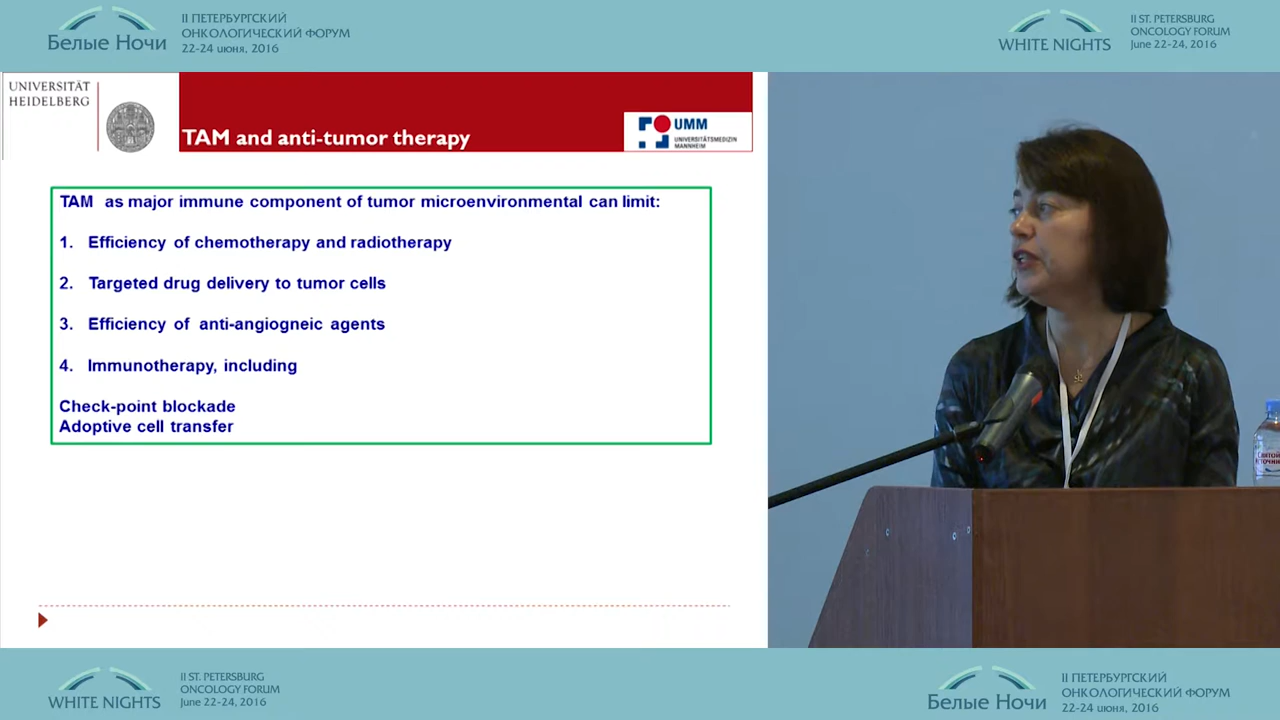 II ПЕТЕРБУРГСКИЙ
ОНКОЛОГИЧЕСКИЙ ФОРУМ
Белые Ночи
22-24 июня, 2016
II ST. PETERSBURG
ONCOLOGY FORUM
WHITE NIGHTS
June 22-24, 2016
UNIVERSITÄT
HEIDELBERG
TAM and anti-tumor therapy
UMM
UNIVERSITÄTSMEDIZIN
MANNHEIM
TAM as major immune component of tumor microenvironmental can limit:
1. Efficiency of chemotherapy and radiotherapy
2. Targeted drug delivery to tumor cells
3. Efficiency of anti-angiogneic agents
4. Immunotherapy, including
Check-point blockade
Adoptive cell transfer
II ST. PETERSBURG
ONCOLOGY FORUM
WHITE NIGHTS
June 22-24, 2016
II ПЕТЕРБУРГСКИЙ
ОНКОЛОГИЧЕСКИЙ ФОРУМ
Белые Ночи
22-24 июня, 2016